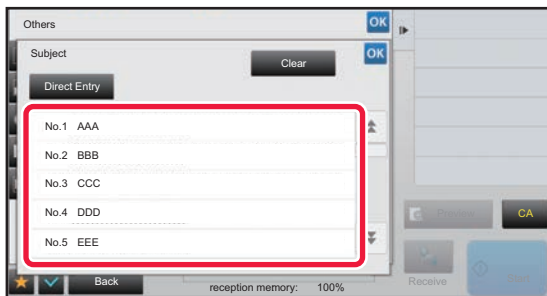 Others
OK
Subject
Clear
OK
Direct Entry
No.1 AAA
No.2 BBB
No.3 CCC
No.4 DDD
No.5 EEE
CA
Back
reception memory: 100%
Receive